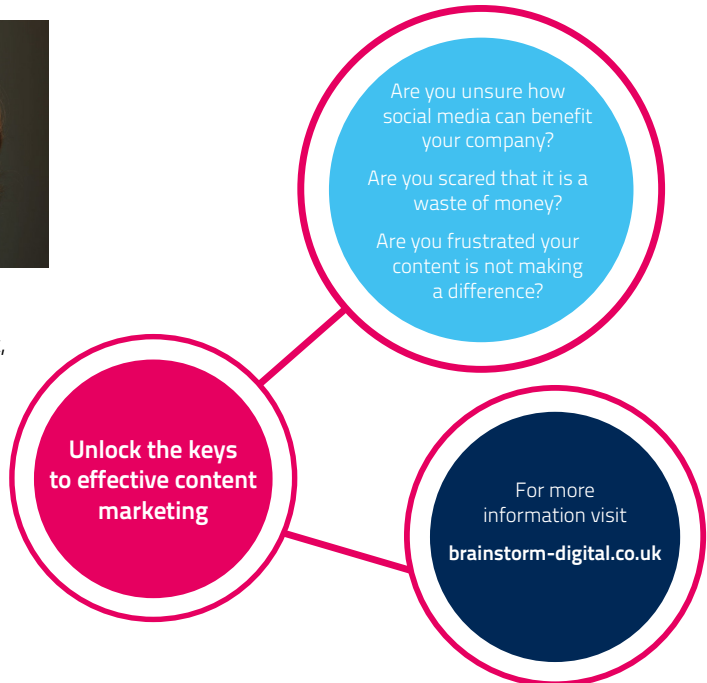 Are you unsure how
social media can benefit
your company?
Are you scared that it is a
waste of money?
Are you frustrated your
content is not making
a difference?
Unlock the keys
to effective content
marketing
For more
information visit
brainstorm-digital.co.uk